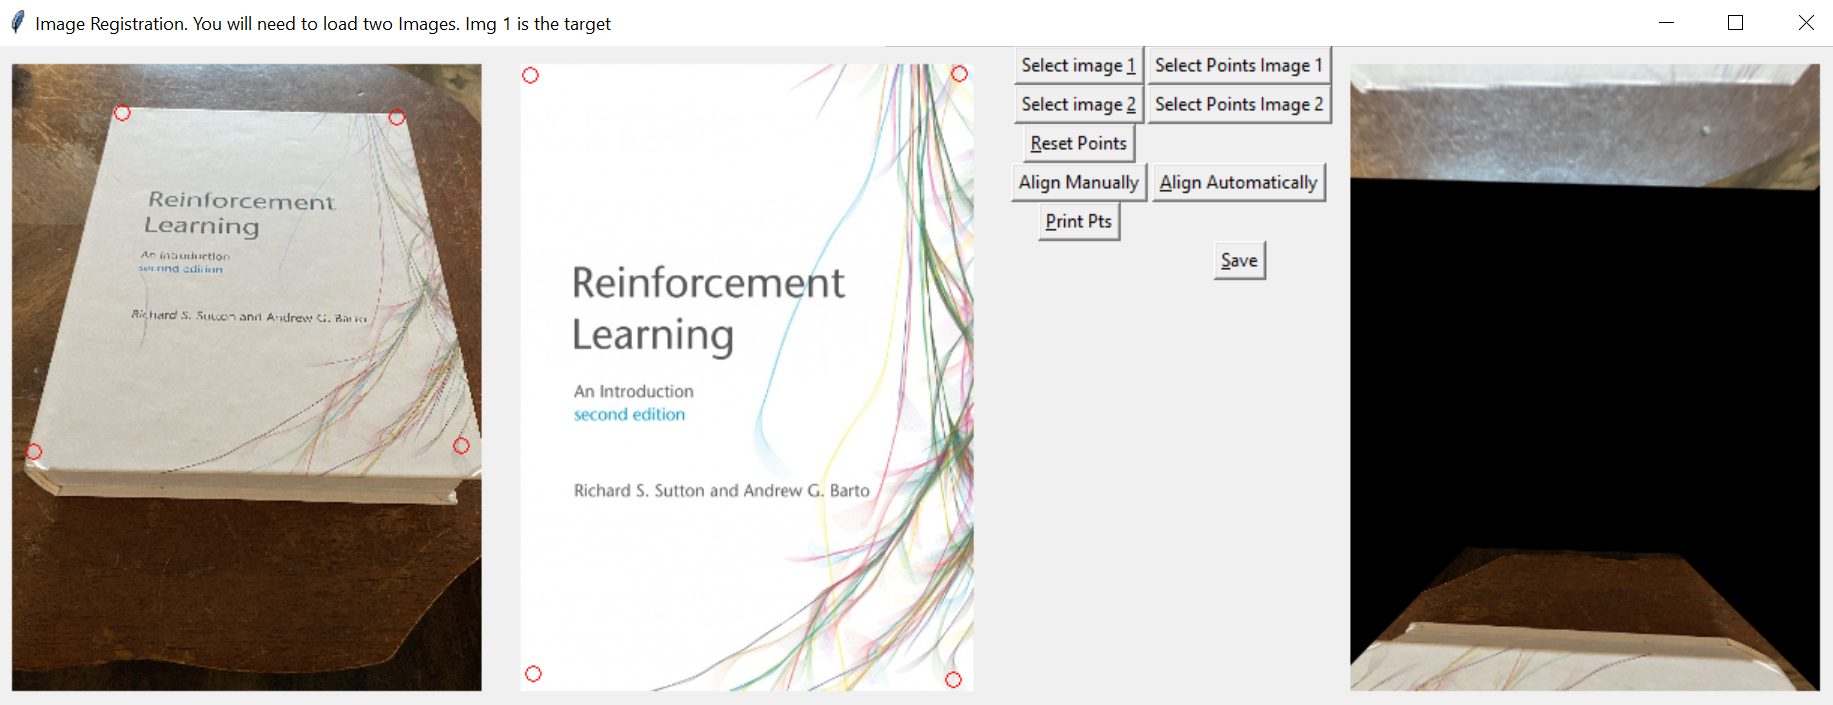 Image Registration. You will need to load two Images. Img 1 is the target
Reinforcement
Learning
An Introduction
second edition
Richard S. Sutton and Andrew G. Barto
Reinforcement
Learning
An Introduction
second edition
Richard S. Sutton and Andrew G. Barto
Select image 1
Select Points Image 1
Select image 2
Select Points Image 2
Reset Points
Align Manually
Align Automatically
Print Pts
Save